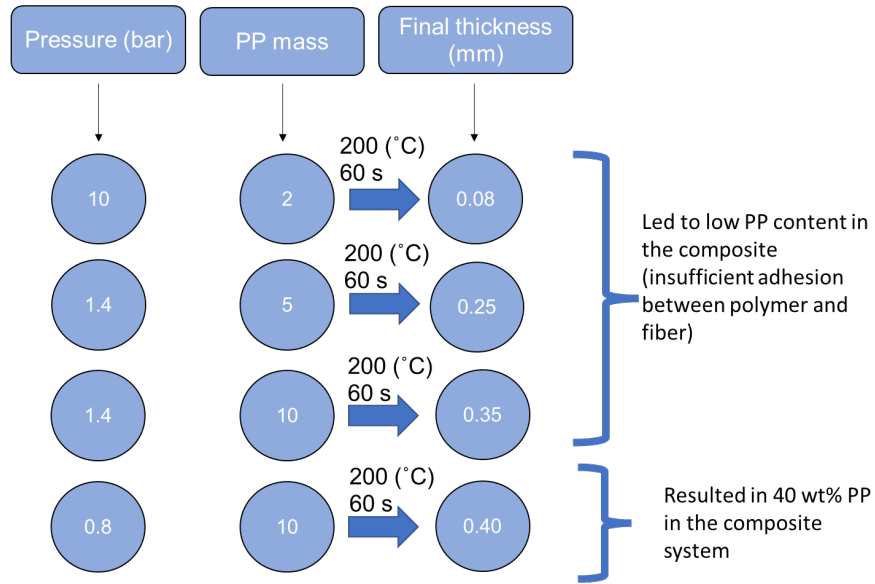 Pressure (bar)
PP mass
Final thickness
(mm)
200 (˚C)
60 s
10
2
0.08
200 (˚C)
60 s
1.4
5
0.25
200 (˚C)
60 s
1.4
10
0.35
Led to low PP content in
the composite
(insufficient adhesion
between polymer and
fiber)
200 (˚C)
60 s
0.8
10
0.40
Resulted in 40 wt% PP
in the composite
system